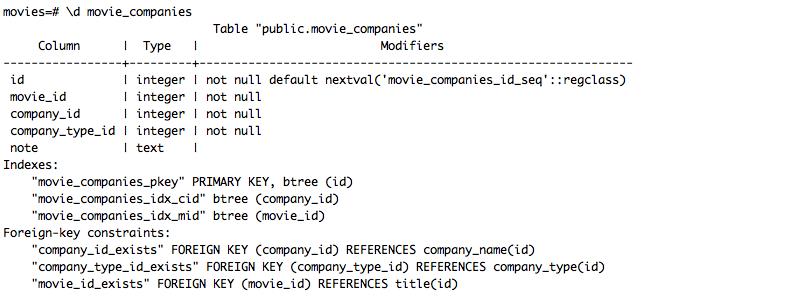 movies=# \d movie_companies
                              Table "public.movie_companies"
     Column      |  Type   |                          Modifiers
-----------------+---------+--------------------------------------------------------------
 id              | integer | not null default nextval('movie_companies_id_seq'::regclass)
 movie_id        | integer | not null
 company_id      | integer | not null
 company_type_id | integer | not null
 note            | text    |
Indexes:
    "movie_companies_pkey" PRIMARY KEY, btree (id)
    "movie_companies_idx_cid" btree (company_id)
    "movie_companies_idx_mid" btree (movie_id)
Foreign-key constraints:
    "company_id_exists" FOREIGN KEY (company_id) REFERENCES company_name(id)
    "company_type_id_exists" FOREIGN KEY (company_type_id) REFERENCES company_type(id)
    "movie_id_exists" FOREIGN KEY (movie_id) REFERENCES title(id)